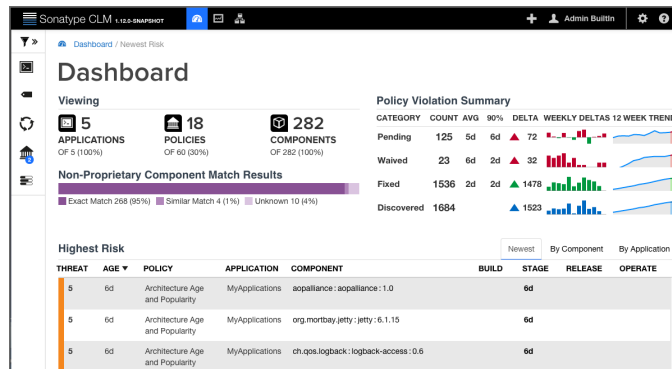 Sonatype CLM 1.12.0-SNAPSHOT
Admin BuiltIn
Dashboard / Newest Risk
Dashboard
Viewing
5
APPLICATIONS
OF 5 (100%)
18
POLICIES
OF 60 (30%)
282
COMPONENTS
OF 282 (100%)
Non-Proprietary Component Match Results
Exact Match 268 (95%) Similar Match 4 (1%) Unknown 10 (4%)
Policy Violation Summary
CATEGORY COUNT AVG 90% DELTA WEEKLY DELTAS 12 WEEK TREND
Pending 125 5d 6d 72
Waived 23 6d 2d 32
Fixed 1536 2d 2d 1478
Discovered 1684 1523
2
Highest Risk
Newest By Component By Application
THREAT AGE ▼ POLICY APPLICATION COMPONENT BUILD STAGE RELEASE OPERATE
5 6d Architecture Age MyApplications aopalliance : aopalliance : 1.0 6d
and Popularity
5 6d Architecture Age MyApplications org.mortbay.jetty : jetty : 6.1.15 6d
and Popularity
5 6d Architecture Age MyApplications ch.qos.logback : logback-access : 0.6 6d
and Popularity